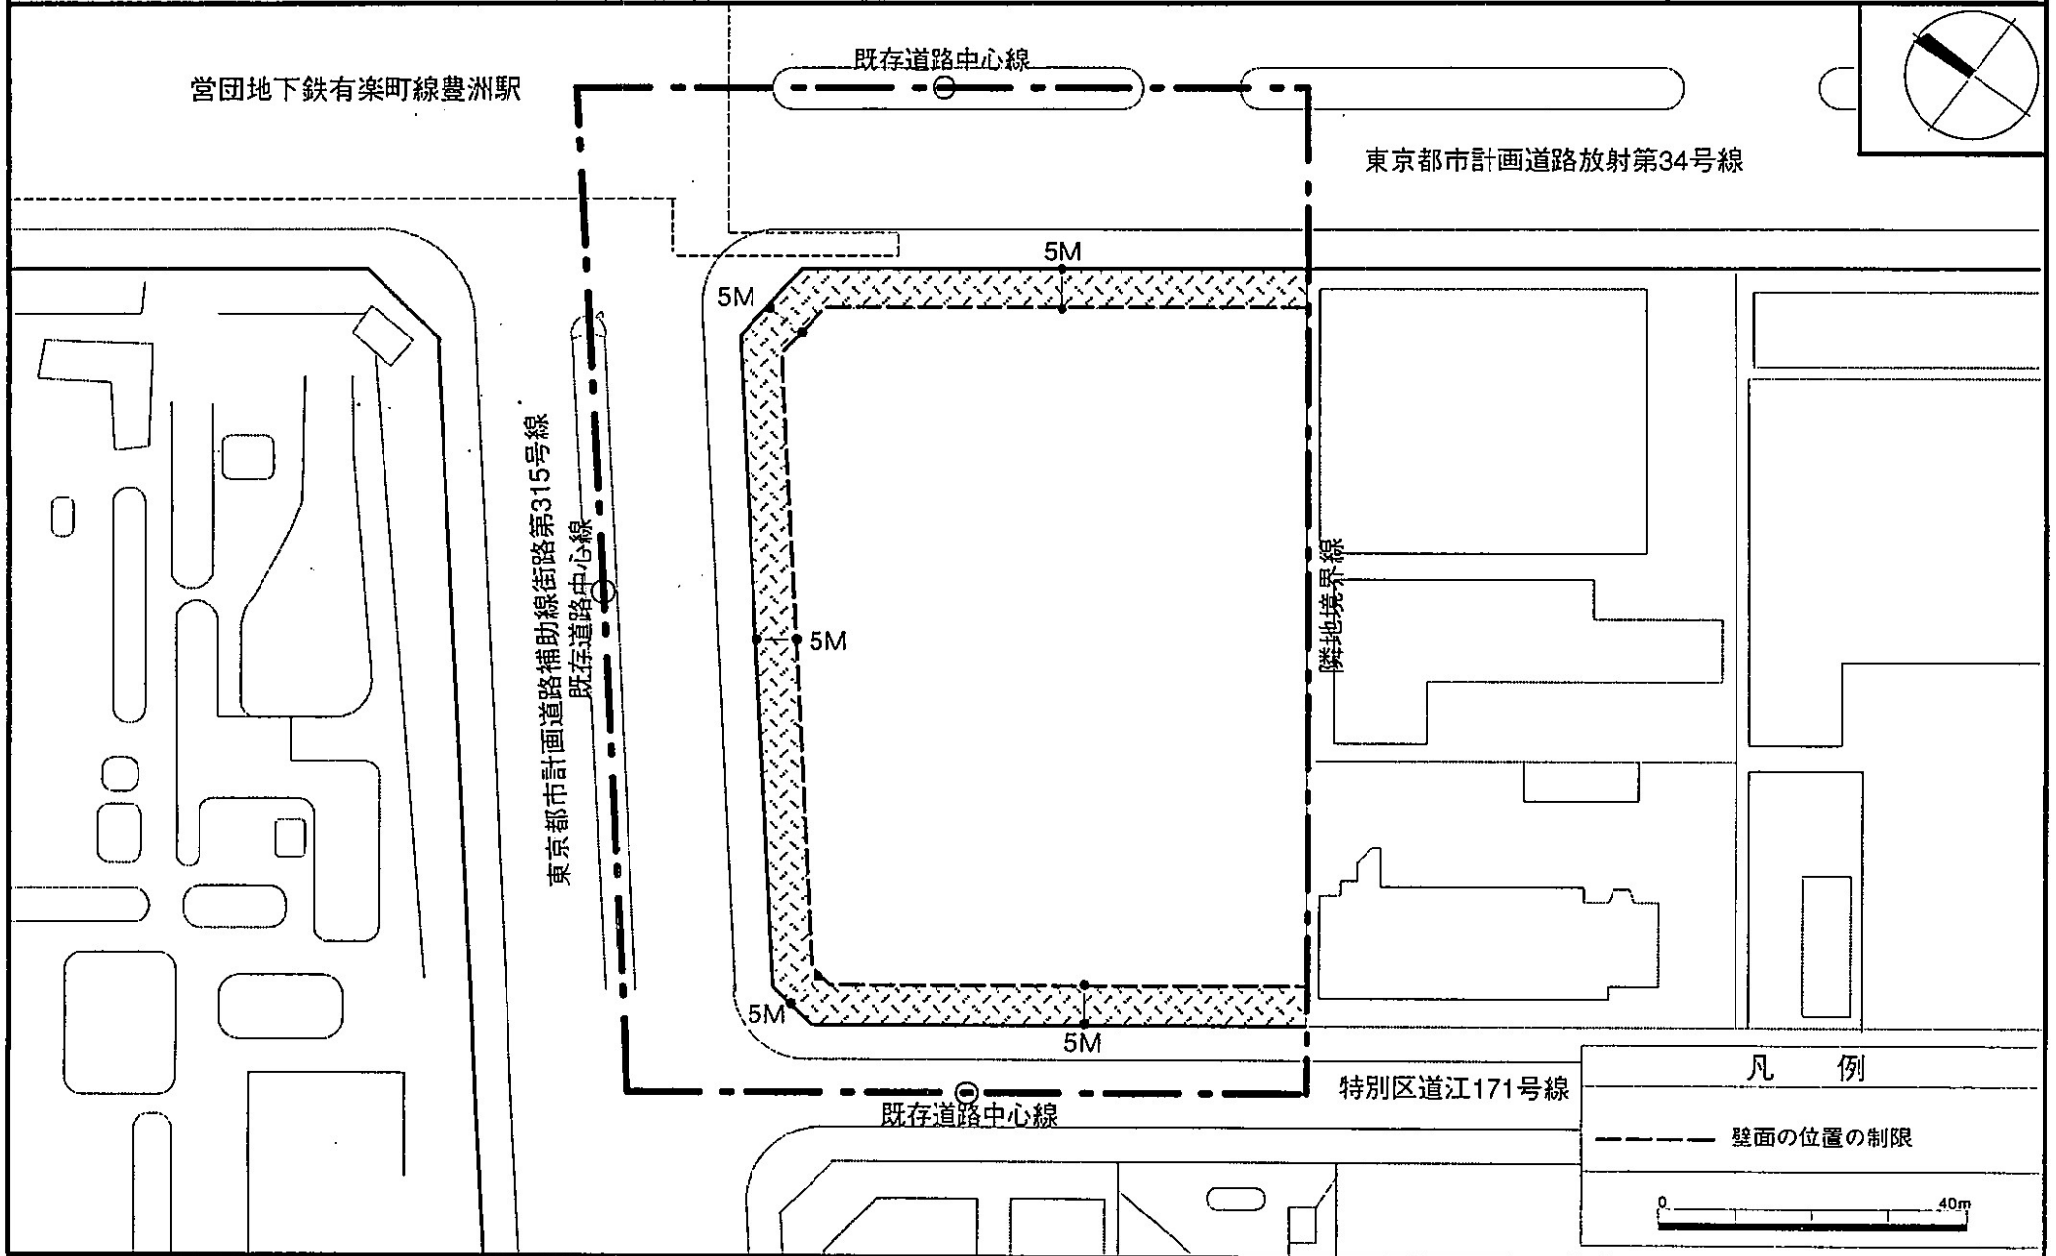 既存道路中心線
営団地下鉄有楽町線豊洲駅
東京都市計画道路放射第34号線
5M
5M
東京都市計画道路補助線街路第315号線
既存道路中心線
隣地境界線
5M
5M
5M
特別区道江171号線
既存道路中心線
凡 例
壁面の位置の制限
0 40m